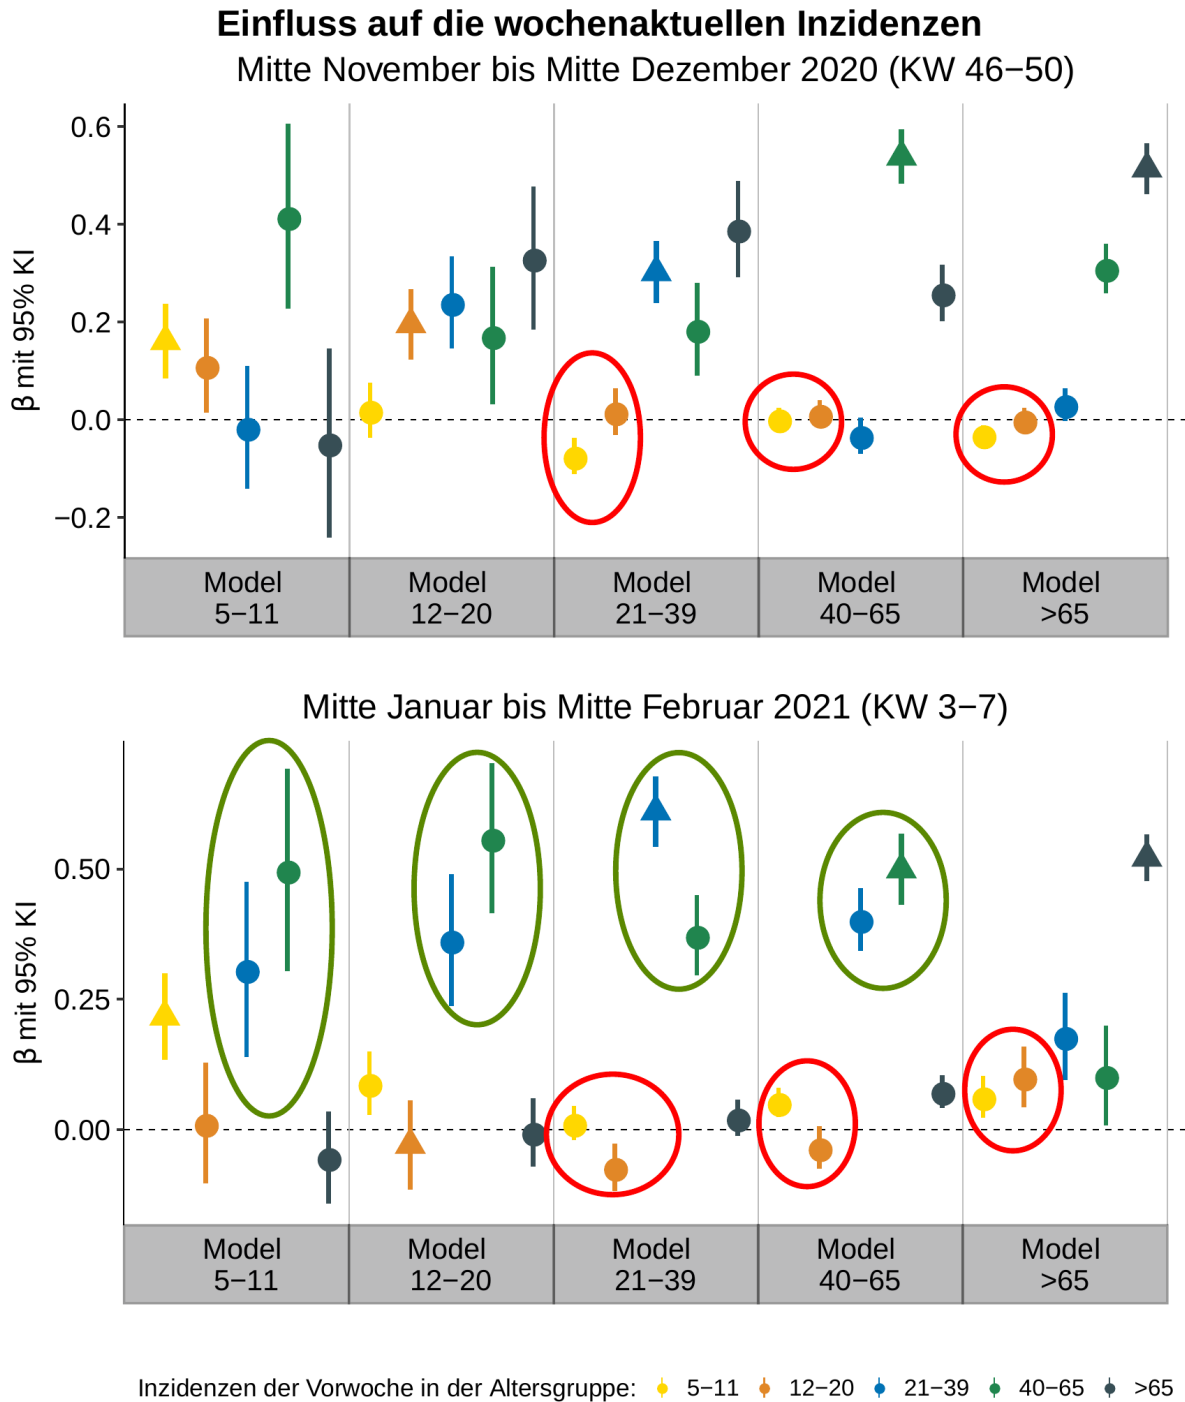 Einfluss auf die wochenaktuellen Inzidenzen
Mitte November bis Mitte Dezember 2020 (KW 46−50)
β mit 95% KI
0.6
0.4
0.2
0.0
−0.2
Model 5−11
Model 12−20
Model 21−39
Model 40−65
Model >65
Mitte Januar bis Mitte Februar 2021 (KW 3−7)
β mit 95% KI
0.50
0.25
0.00
Model 5−11
Model 12−20
Model 21−39
Model 40−65
Model >65
Inzidenzen der Vorwoche in der Altersgruppe: 5−11 12−20 21−39 40−65 >65